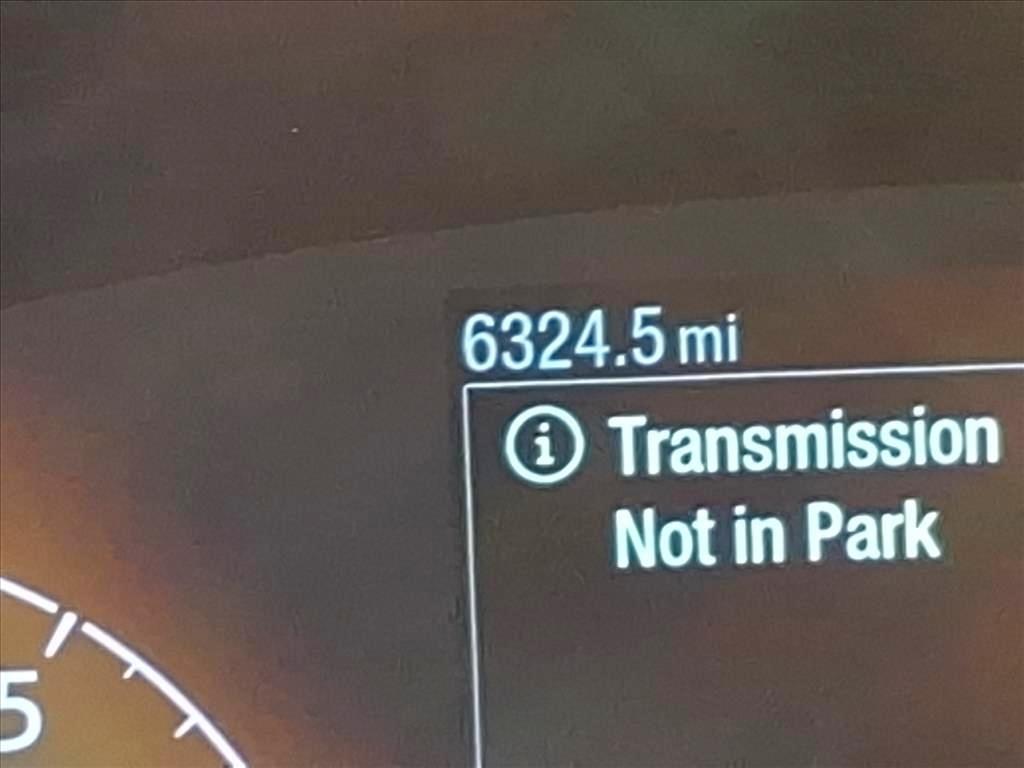 6324.5 mi
i Transmission
Not in Park
5